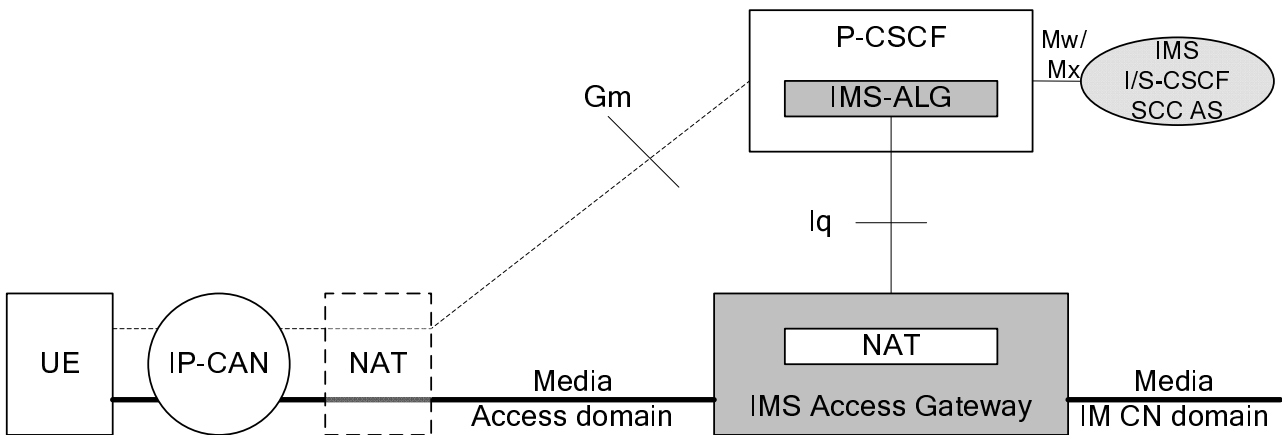 P-CSCF
IMS-ALG
Mw/
Mx
IMS
I/S-CSCF
SCC AS
Gm
Iq
UE
IP-CAN
NAT
Media
Access domain
NAT
IMS Access Gateway
Media
IM CN domain